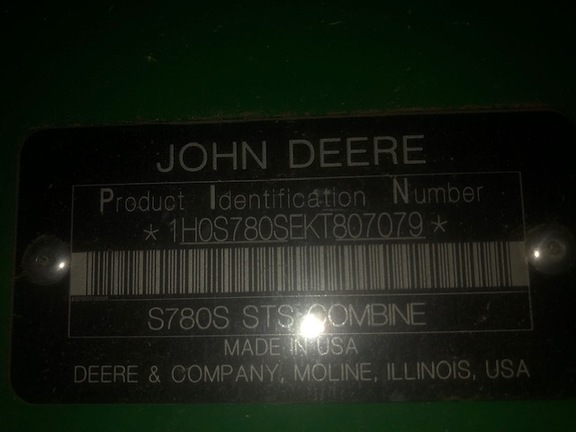 JOHN DEERE
Product Identification Number
*1H0S780SEKT807079*
S780S STS COMBINE
MADE IN USA
DEERE & COMPANY, MOLINE, ILLINOIS, USA